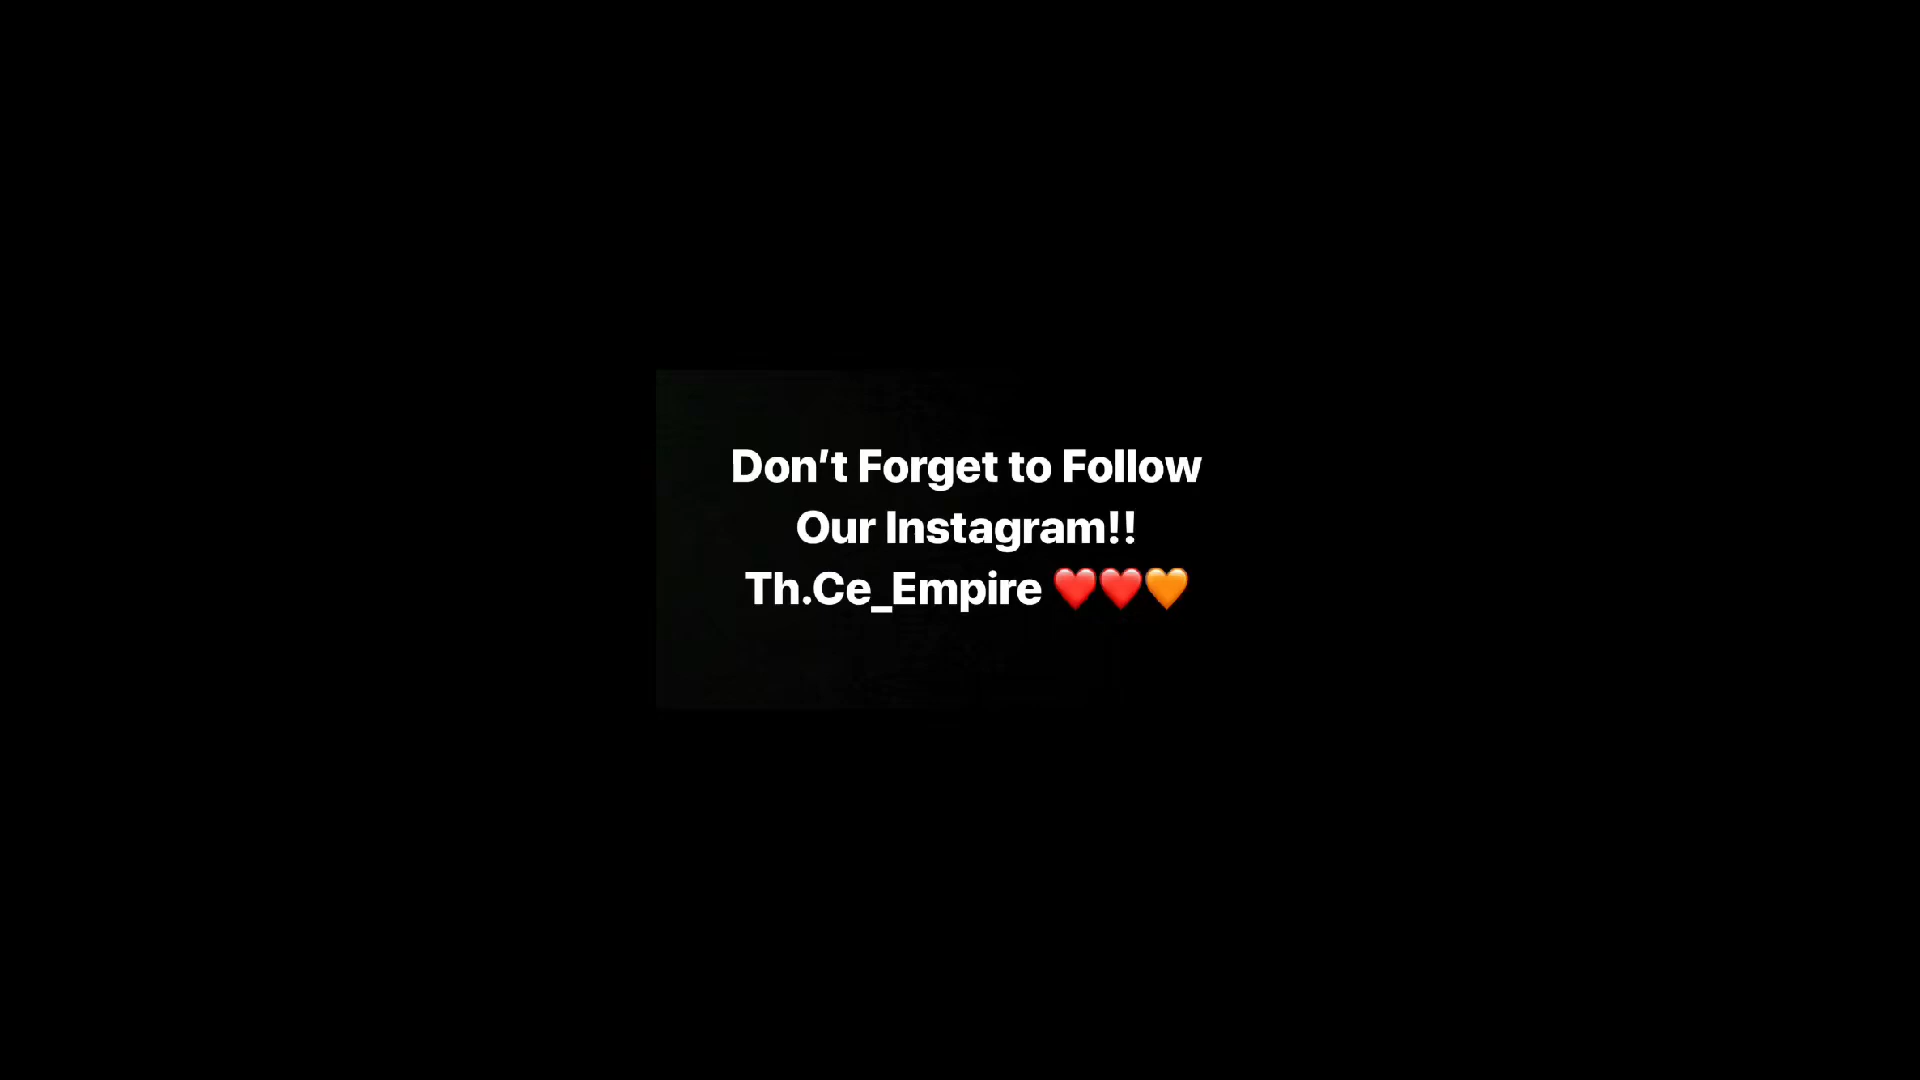 Don’t Forget to Follow
Our Instagram!!
Th.Ce_Empire ❤️❤️🧡